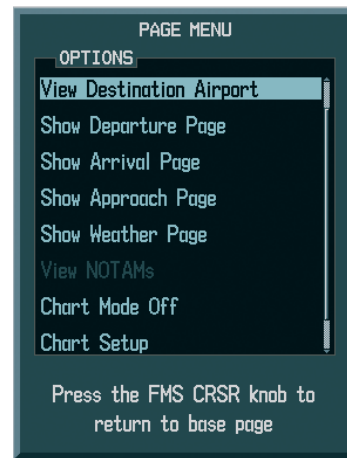 PAGE MENU
OPTIONS
View Destination Airport
Show Departure Page
Show Arrival Page
Show Approach Page
Show Weather Page
View NOTAMs
Chart Mode Off
Chart Setup
Press the FMS CRSR knob to
return to base page